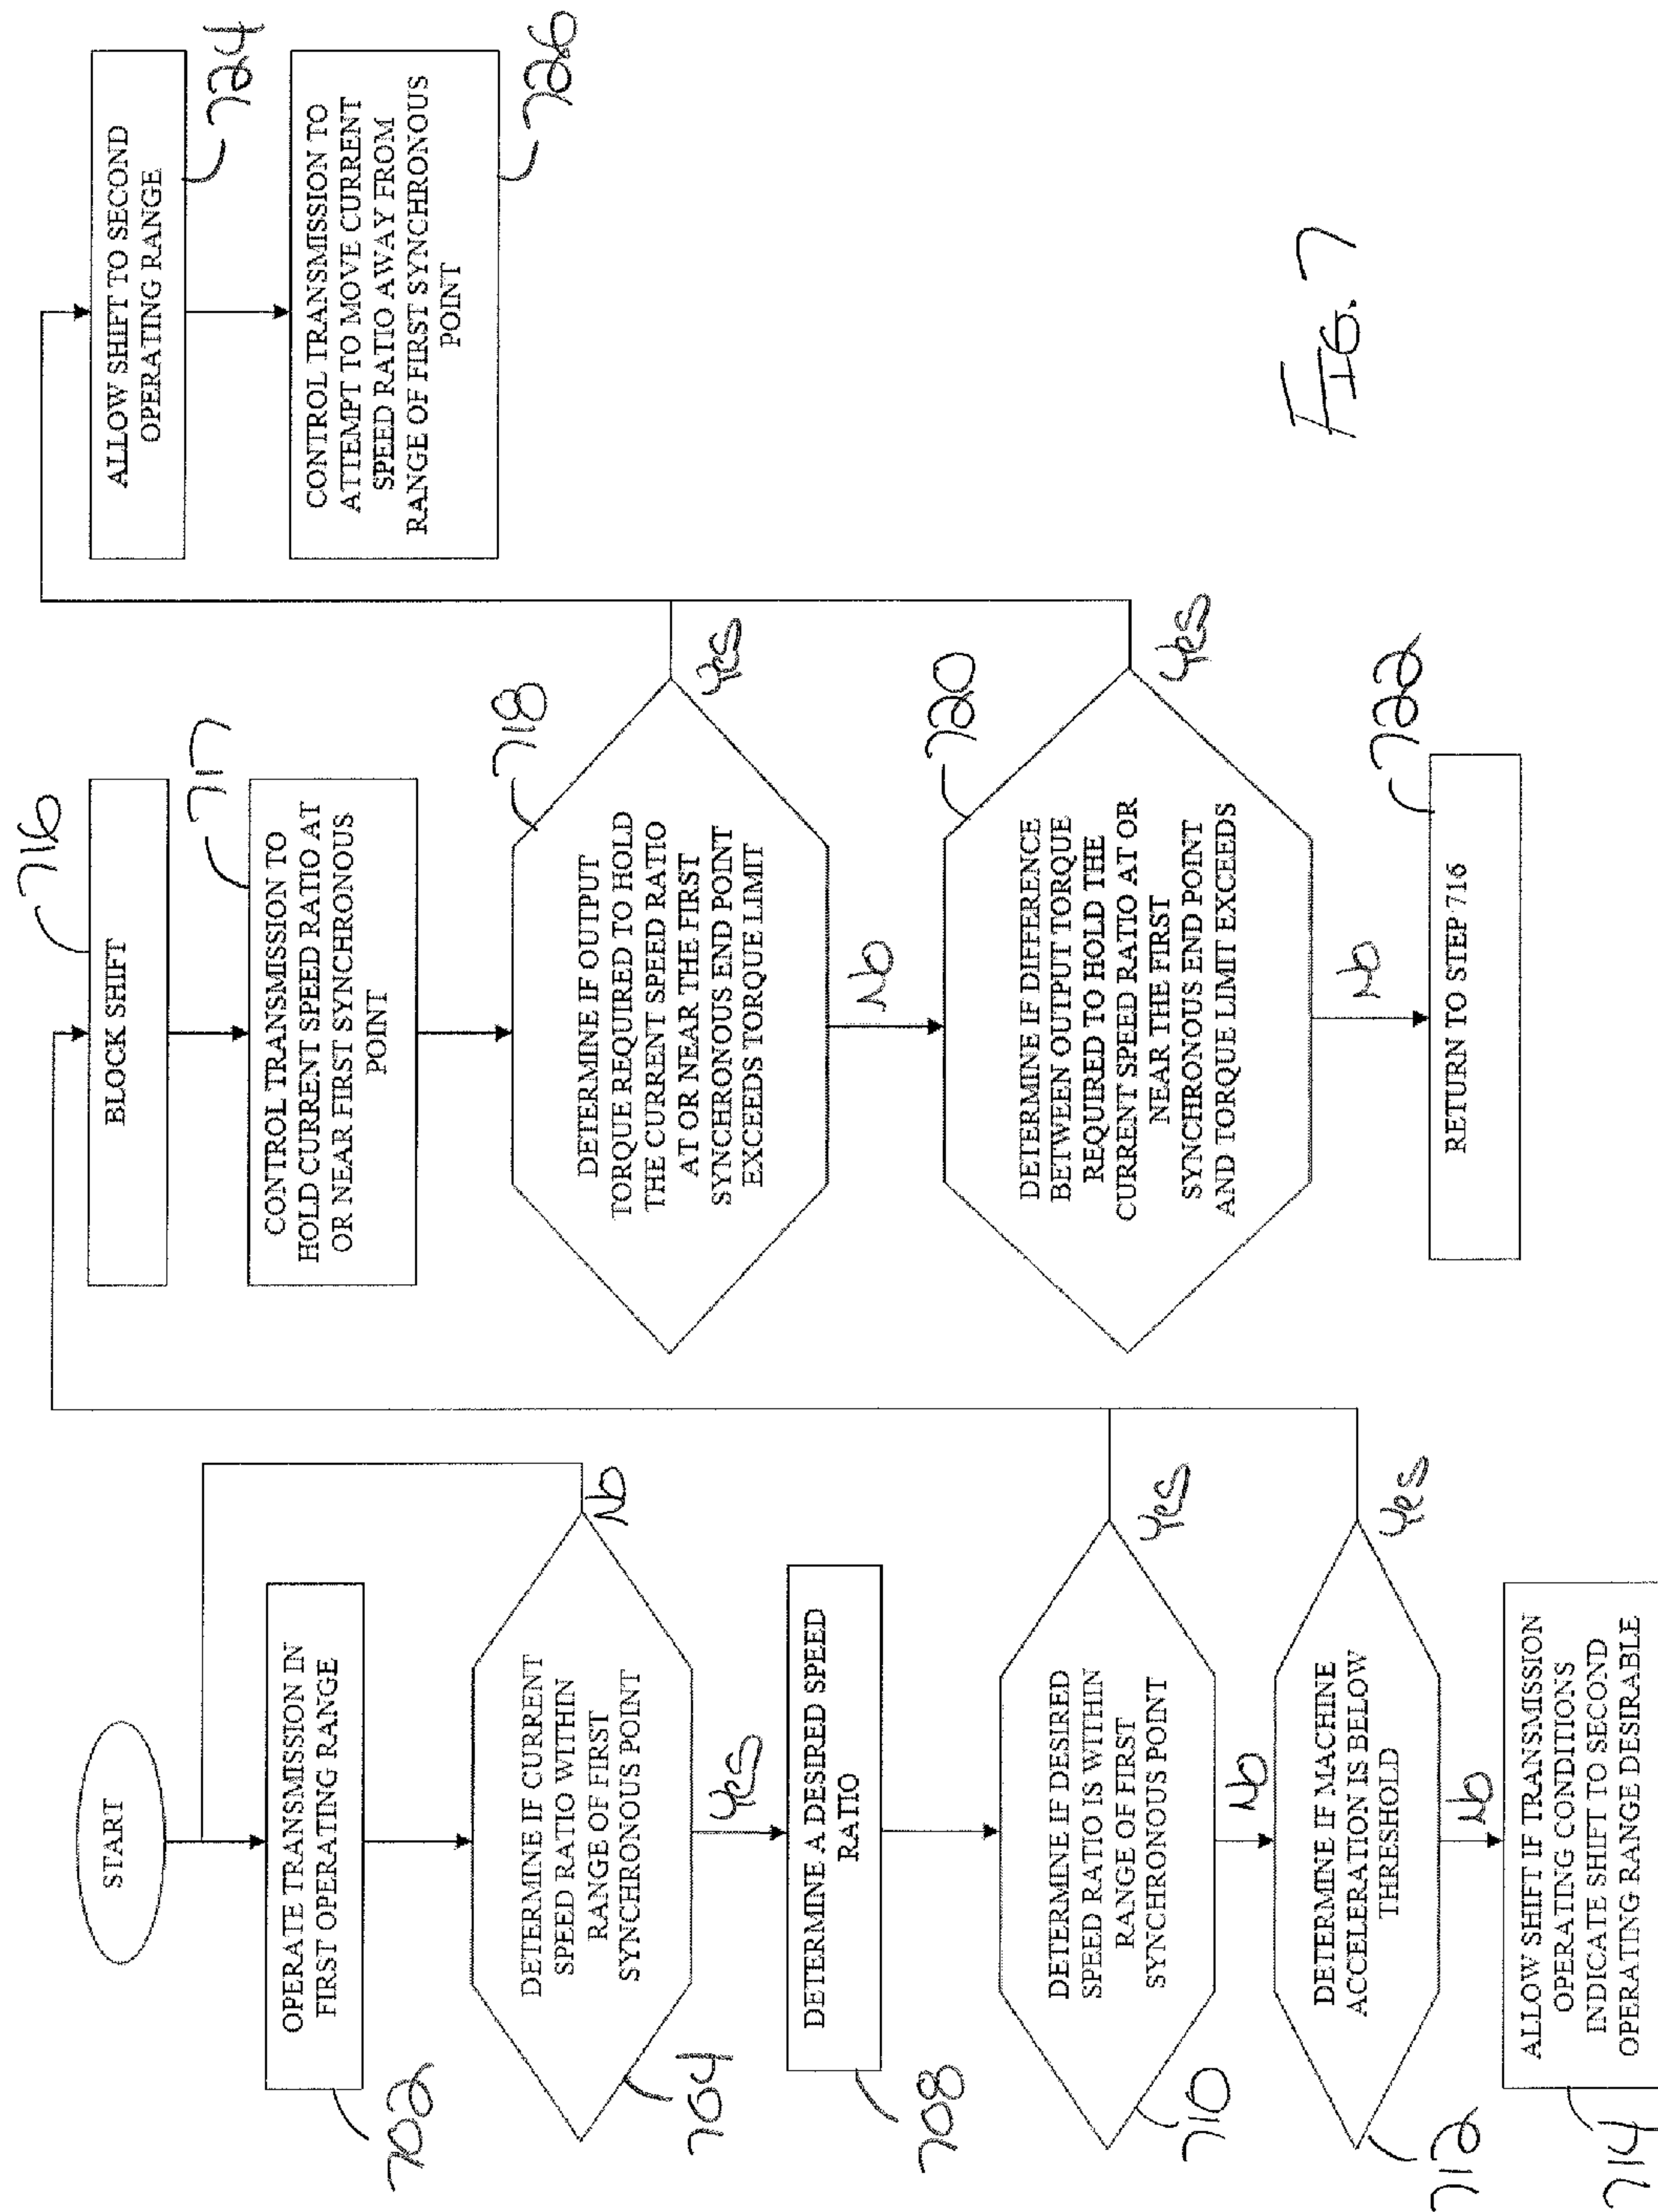 START
OPERATE TRANSMISSION IN
FIRST OPERATING RANGE
702
DETERMINE IF CURRENT
SPEED RATIO WITHIN
RANGE OF FIRST
SYNCHRONOUS POINT
704
No
Yes
DETERMINE A DESIRED SPEED
RATIO
708
DETERMINE IF DESIRED
SPEED RATIO IS WITHIN
RANGE OF FIRST
SYNCHRONOUS POINT
710
Yes
No
DETERMINE IF MACHINE
ACCELERATION IS BELOW
THRESHOLD
712
Yes
No
ALLOW SHIFT IF TRANSMISSION
OPERATING CONDITIONS
INDICATE SHIFT TO SECOND
OPERATING RANGE DESIRABLE
714
BLOCK SHIFT
716
CONTROL TRANSMISSION TO
HOLD CURRENT SPEED RATIO AT
OR NEAR FIRST SYNCHRONOUS
POINT
717
DETERMINE IF OUTPUT
TORQUE REQUIRED TO HOLD
THE CURRENT SPEED RATIO
AT OR NEAR THE FIRST
SYNCHRONOUS END POINT
EXCEEDS TORQUE LIMIT
718
Yes
No
DETERMINE IF DIFFERENCE
BETWEEN OUTPUT TORQUE
REQUIRED TO HOLD THE
CURRENT SPEED RATIO AT OR
NEAR THE FIRST
SYNCHRONOUS END POINT
AND TORQUE LIMIT EXCEEDS
720
Yes
No
RETURN TO STEP 716
722
ALLOW SHIFT TO SECOND
OPERATING RANGE
724
CONTROL TRANSMISSION TO
ATTEMPT TO MOVE CURRENT
SPEED RATIO AWAY FROM
RANGE OF FIRST SYNCHRONOUS
POINT
726
FIG. 7